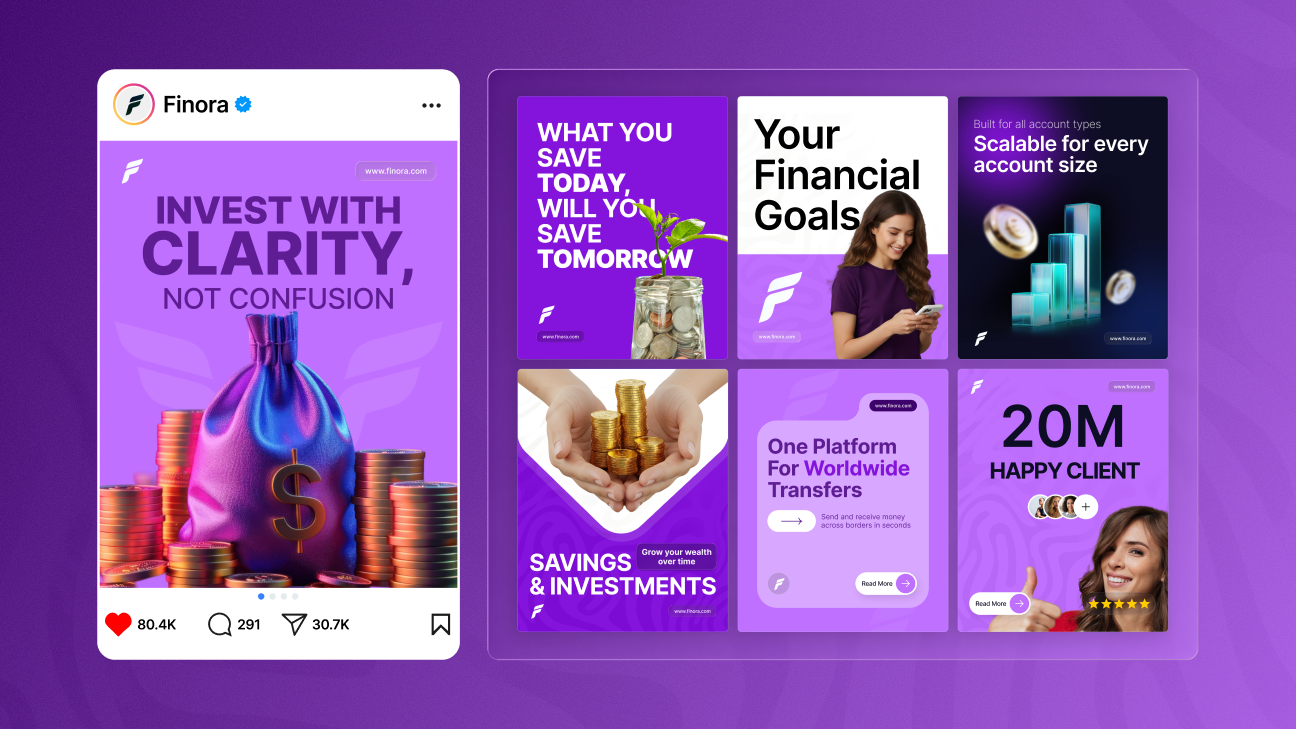 Finora
www.finora.com
INVEST WITH
CLARITY,
NOT CONFUSION
$
80.4K
291
30.7K
WHAT YOU
SAVE
TODAY,
WILL YOU
SAVE
TOMORROW
www.finora.com
Your
Financial
Goals
www.finora.com
Built for all account types
Scalable for every
account size
www.finora.com
SAVINGS
Grow your wealth
over time
& INVESTMENTS
www.finora.com
www.finora.com
One Platform
For Worldwide
Transfers
Send and receive money
across borders in seconds
Read More
www.finora.com
20M
HAPPY CLIENT
+
Read More